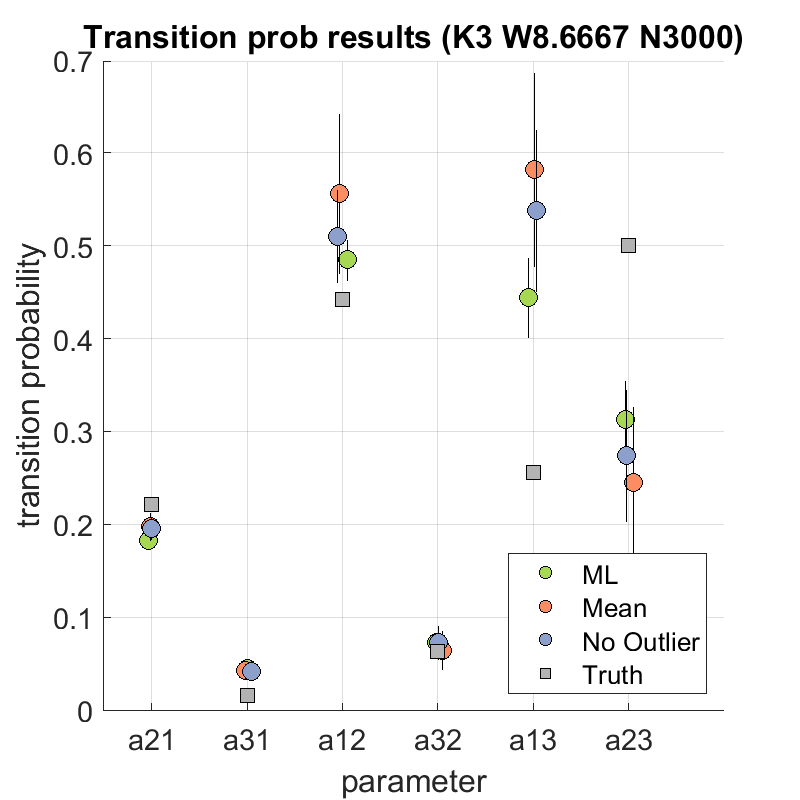 Transition prob results (K3 W8.6667 N3000)
transition probability
0.7
0.6
0.5
0.4
0.3
0.2
0.1
0
ML
Mean
No Outlier
Truth
a21 a31 a12 a32 a13 a23
parameter